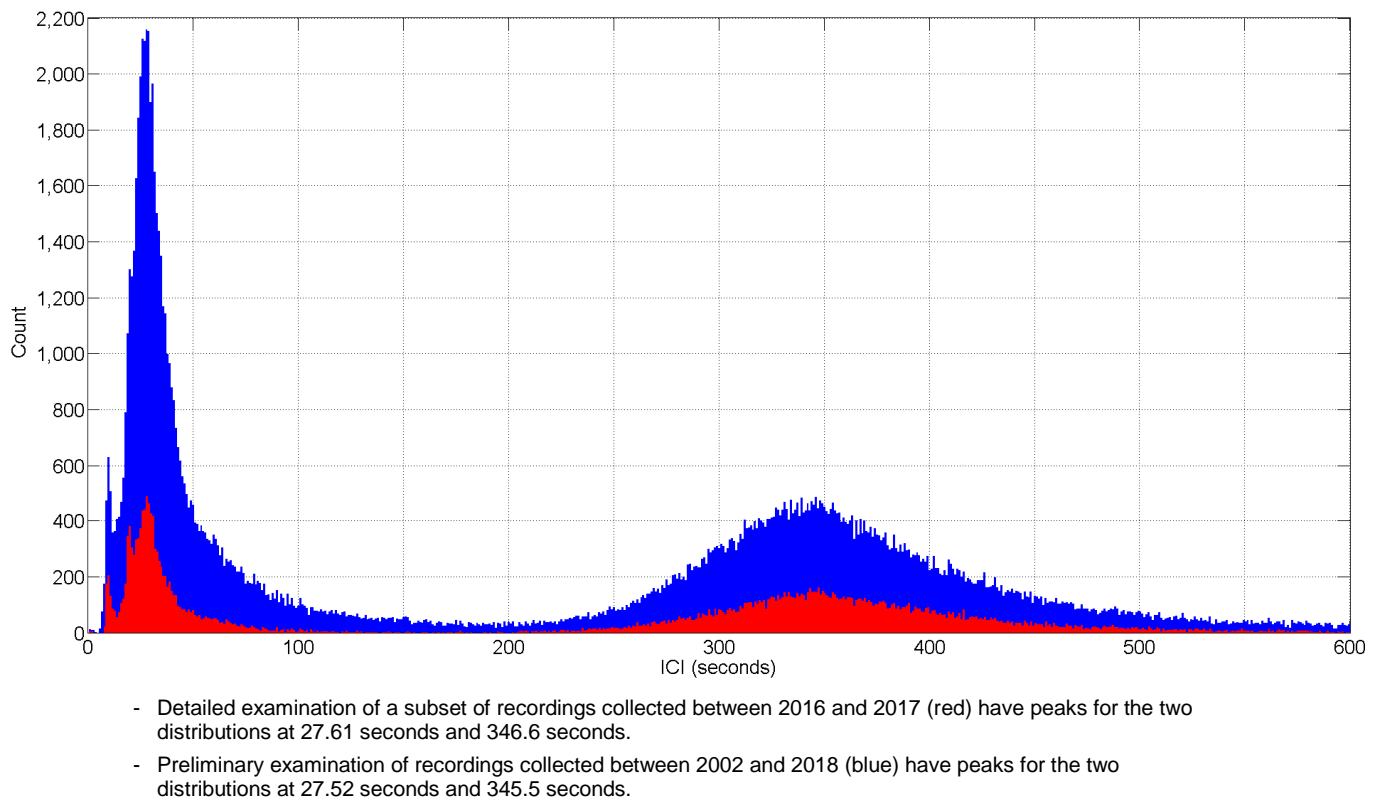 2,200
2,000
1,800
1,600
1,400
1,200
1,000
800
600
400
200
0
Count
0 100 200 300 400 500 600
ICI (seconds)
- Detailed examination of a subset of recordings collected between 2016 and 2017 (red) have peaks for the two
distributions at 27.61 seconds and 346.6 seconds.
- Preliminary examination of recordings collected between 2002 and 2018 (blue) have peaks for the two
distributions at 27.52 seconds and 345.5 seconds.